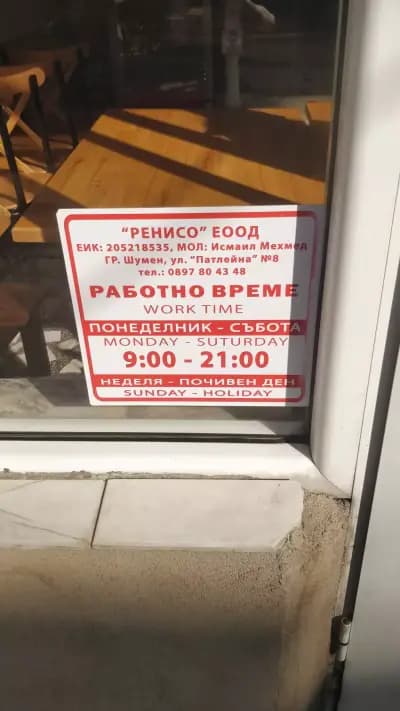 "РЕНИСО" ЕООД
ЕИК: 205218535, МОЛ: Исмаил Мехмед
ГР. Шумен, ул. "Патлейна" №8
тел.: 0897 80 43 48
РАБОТНО ВРЕМЕ
WORK TIME
ПОНЕДЕЛНИК - СЪБОТА
MONDAY - SUTURDAY
9:00 - 21:00
НЕДЕЛЯ - ПОЧИВЕН ДЕН
SUNDAY - HOLIDAY